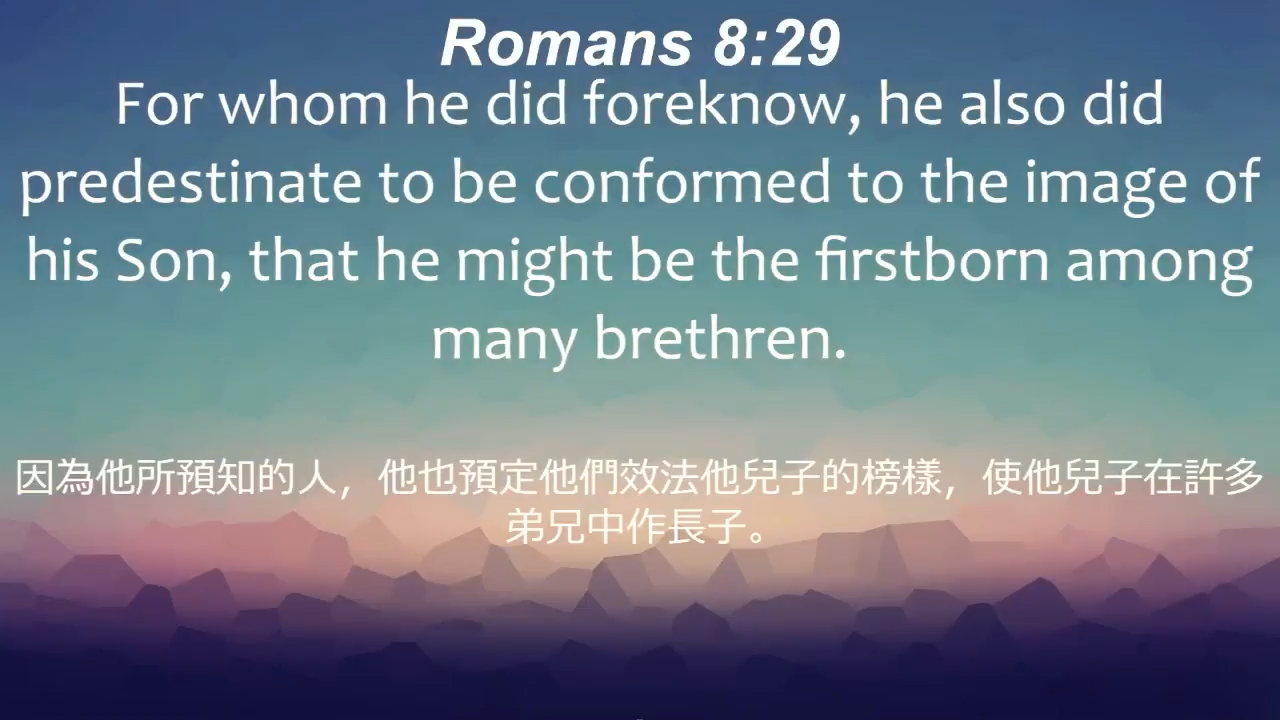 Romans 8:29
For whom he did foreknow, he also did
predestinate to be conformed to the image of
his Son, that he might be the firstborn among
many brethren.
因為他所預知的人，他也預定他們效法他兒子的榜樣，使他兒子在許多
弟兄中作長子。